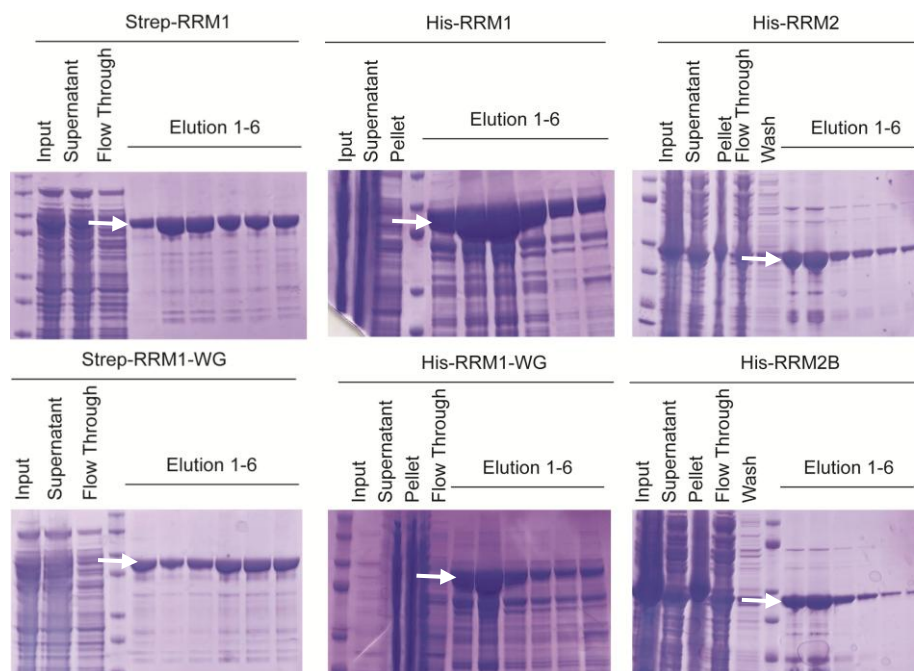 Strep-RRM1
Input
Supernatant
Flow Through
Elution 1-6
His-RRM1
Iput
Supernatant
Pellet
Elution 1-6
His-RRM2
Input
Supernatant
Pellet
Flow Through
Wash
Elution 1-6
Strep-RRM1-WG
Input
Supernatant
Flow Through
Elution 1-6
His-RRM1-WG
Input
Supernatant
Pellet
Flow Through
Elution 1-6
His-RRM2B
Input
Supernatant
Pellet
Flow Through
Wash
Elution 1-6